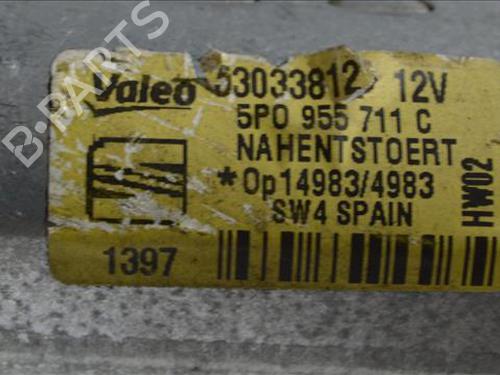 Valeo 53033812 12V
5P0 955 711 C
NAHENTSTOERT
*Op14983/4983
SW4 SPAIN
1397
HW02
B-PARTS